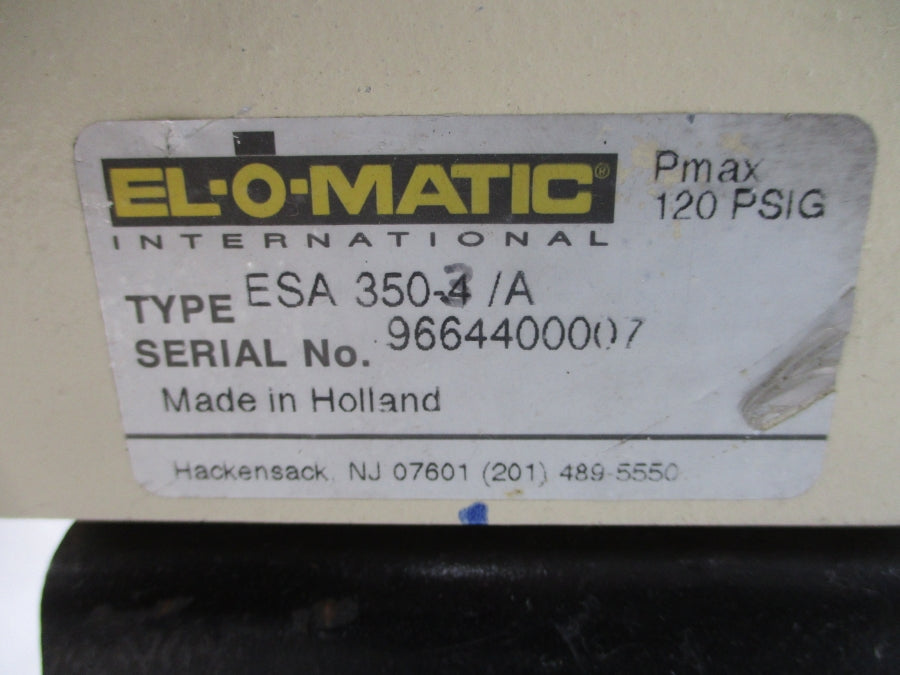 EL·O·MATIC®
INTERNATIONAL
Pmax
120 PSIG
TYPE ESA 350-3 /A
SERIAL No. 9664400007
Made in Holland
Hackensack, NJ 07601 (201) 489-5550